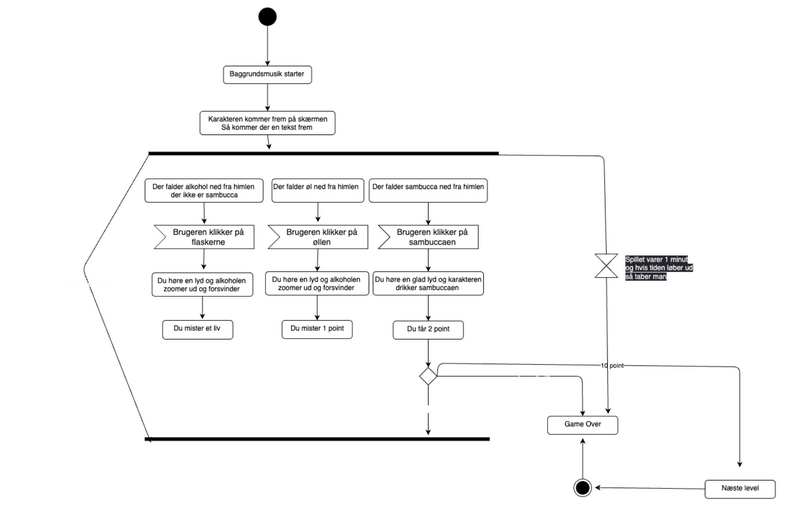 Baggrundsmusik starter
Karakteren kommer frem på skærmen
Så kommer der en tekst frem
Der falder alkohol ned fra himlen
der ikke er sambucca
Der falder øl ned fra himlen
Der falder sambucca ned fra himlen
Brugeren klikker på
flaskerne
Brugeren klikker på
øllen
Brugeren klikker på
sambuccaen
Spillet varer 1 minut
og hvis tiden løber ud
så taber man
Du høre en lyd og alkoholen
zoomer ud og forsvinder
Du høre en lyd og alkoholen
zoomer ud og forsvinder
Du høre en glad lyd og karakteren
drikker sambuccaen
Du mister et liv
Du mister 1 point
Du får 2 point
10 point
Game Over
Næste level